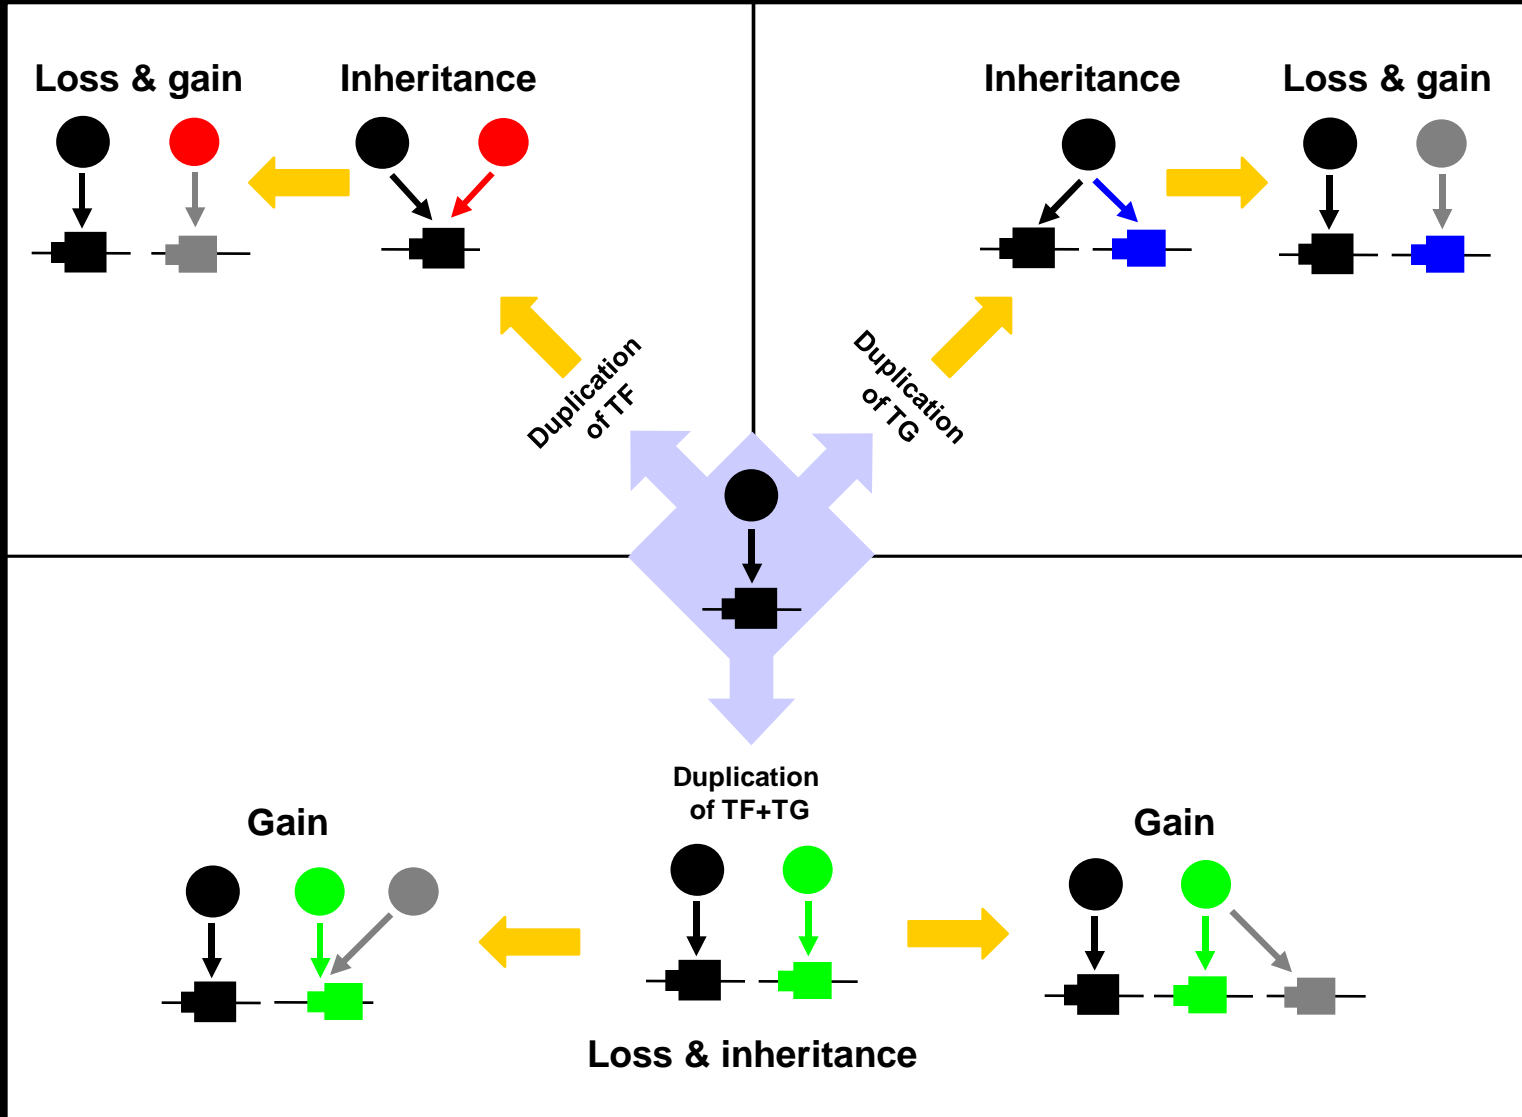 Loss & gain
Inheritance
Inheritance
Loss & gain
Duplication
of TF
Duplication
of TG
Duplication
of TF+TG
Gain
Gain
Loss & inheritance